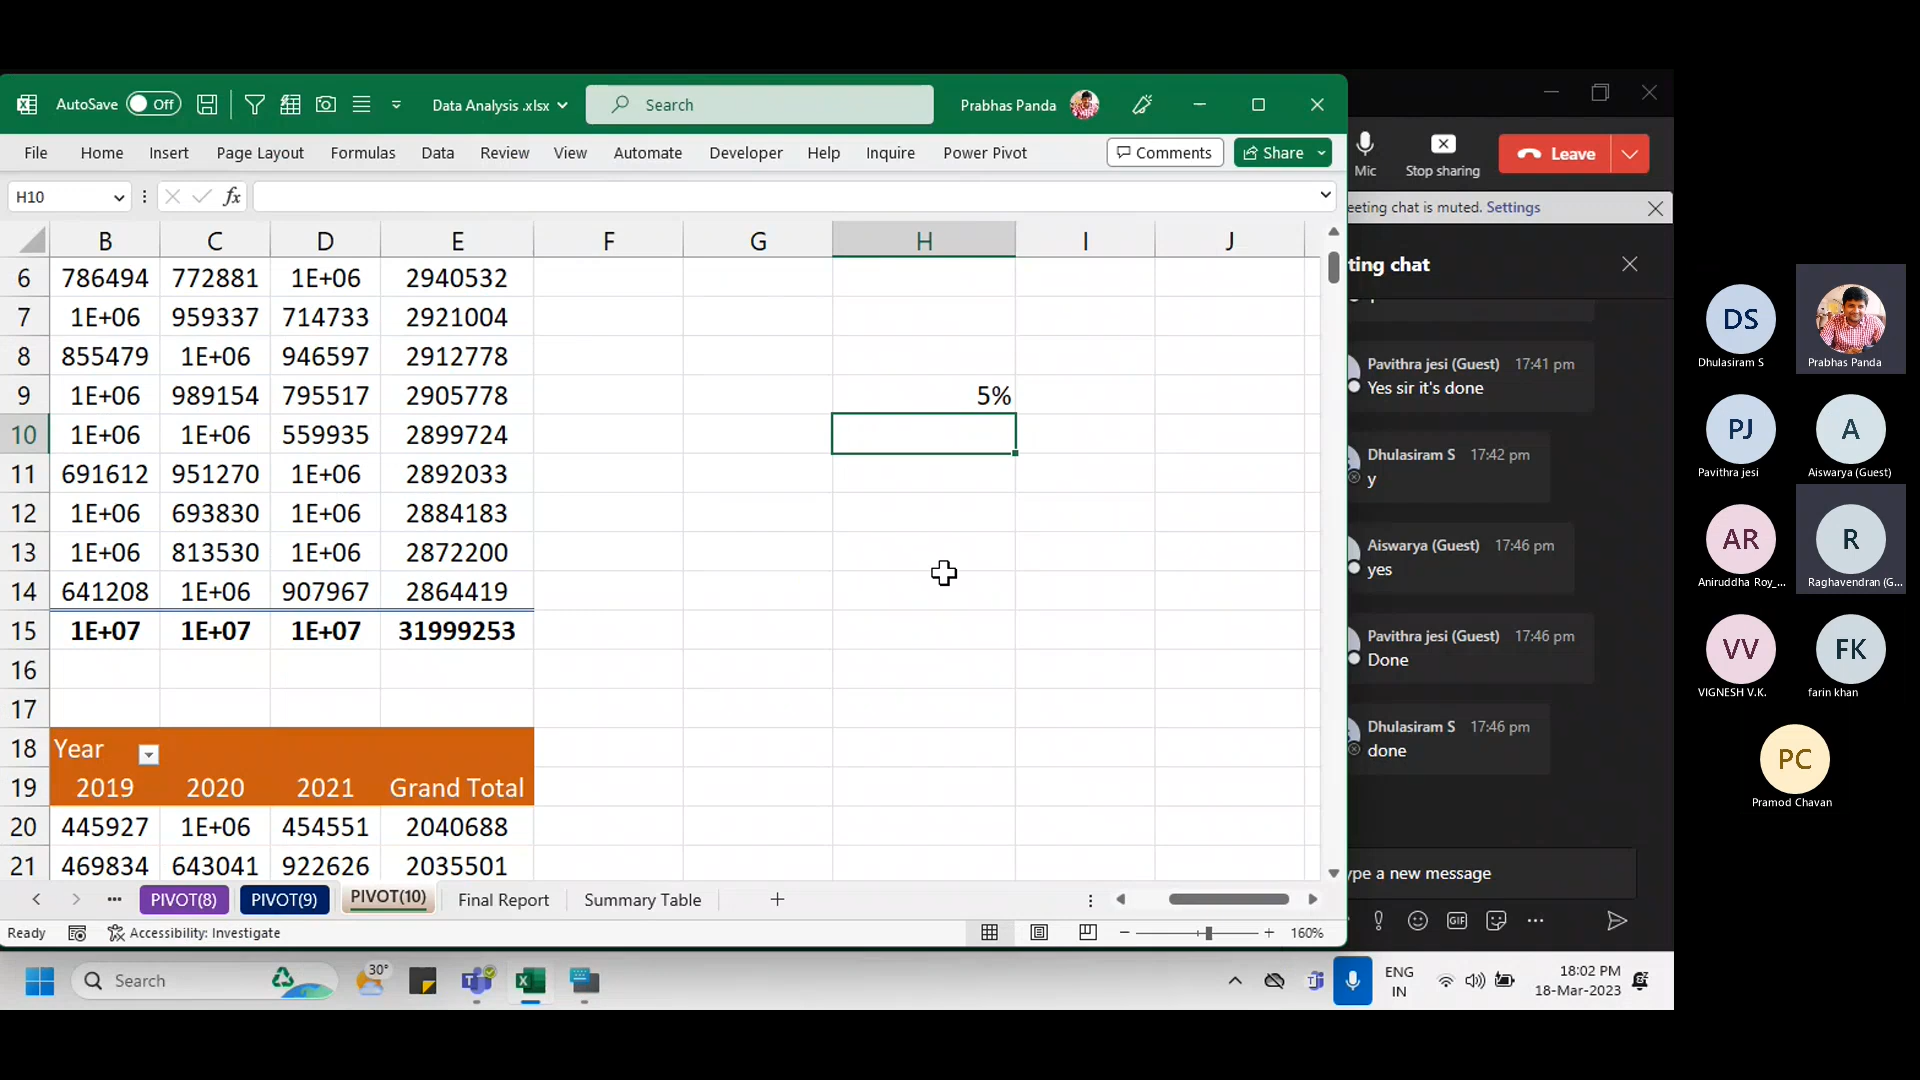 AutoSave Off Data Analysis .xlsx Search Prabhas Panda
File Home Insert Page Layout Formulas Data Review View Automate Developer Help Inquire Power Pivot Comments Share
H10 fx
B C D E F G H I J
6 786494 772881 1E+06 2940532
7 1E+06 959337 714733 2921004
8 855479 1E+06 946597 2912778
9 1E+06 989154 795517 2905778 5%
10 1E+06 1E+06 559935 2899724
11 691612 951270 1E+06 2892033
12 1E+06 693830 1E+06 2884183
13 1E+06 813530 1E+06 2872200
14 641208 1E+06 907967 2864419
15 1E+07 1E+07 1E+07 31999253
16
17
18 Year
19 2019 2020 2021 Grand Total
20 445927 1E+06 454551 2040688
21 469834 643041 922626 2035501
PIVOT(8) PIVOT(9) PIVOT(10) Final Report Summary Table
Ready Accessibility: Investigate 160%
Mic Stop sharing Leave
eeting chat is muted. Settings
ting chat
Pavithra jesi (Guest) 17:41 pm
Yes sir it's done
Dhulasiram S 17:42 pm
y
Aiswarya (Guest) 17:46 pm
yes
Pavithra jesi (Guest) 17:46 pm
Done
Dhulasiram S 17:46 pm
done
ype a new message
GIF
DS
Dhulasiram S Prabhas Panda
PJ A
Pavithra jesi Aiswarya (Guest)
AR R
Aniruddha Roy_... Raghavendran (G...
VV FK
VIGNESH V.K. farin khan
PC
Pramod Chavan
Search 30° ENG 18:02 PM
IN 18-Mar-2023